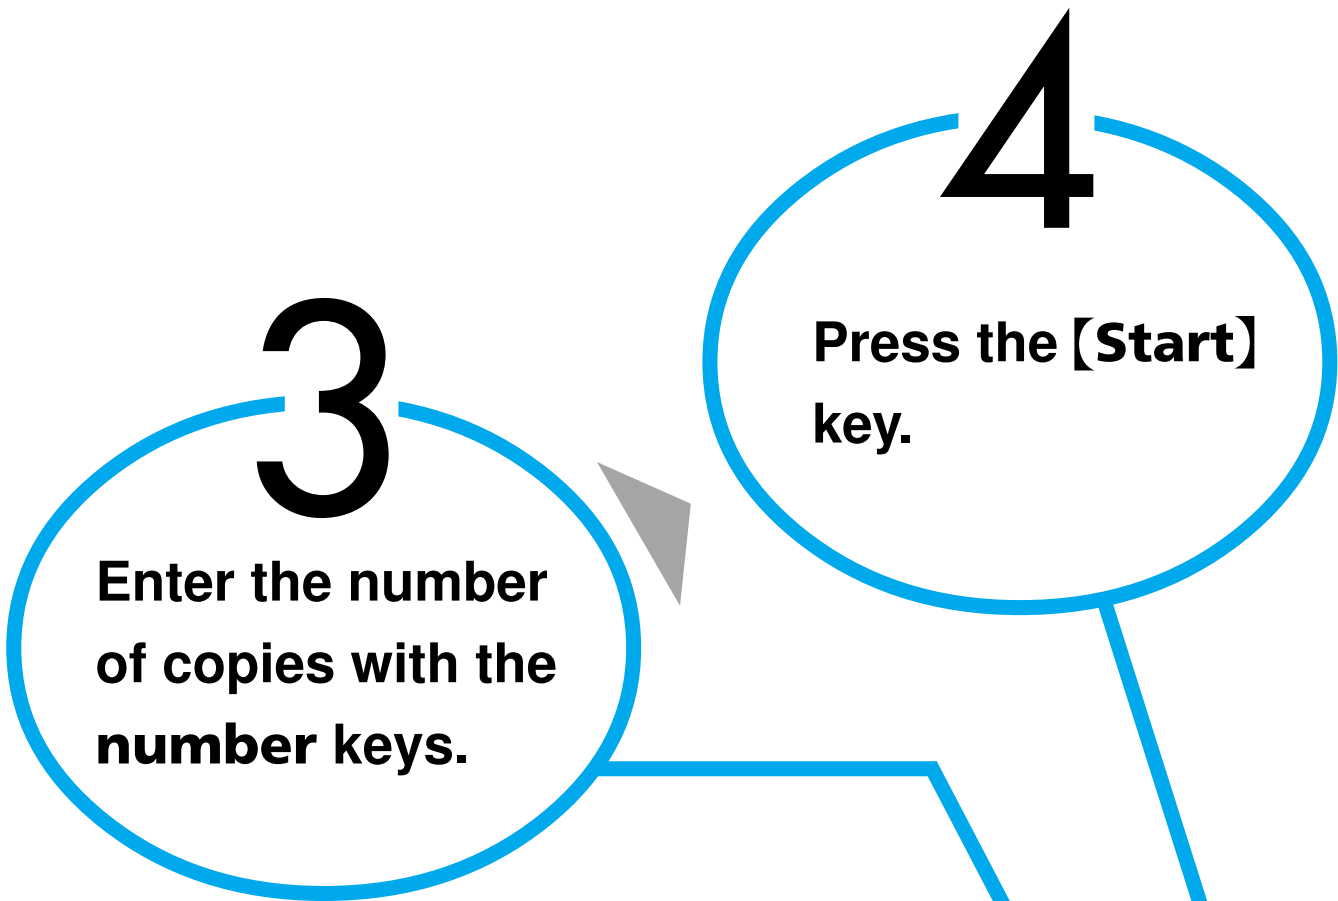 3
Enter the number
of copies with the
number keys.
4
Press the【Start】
key.